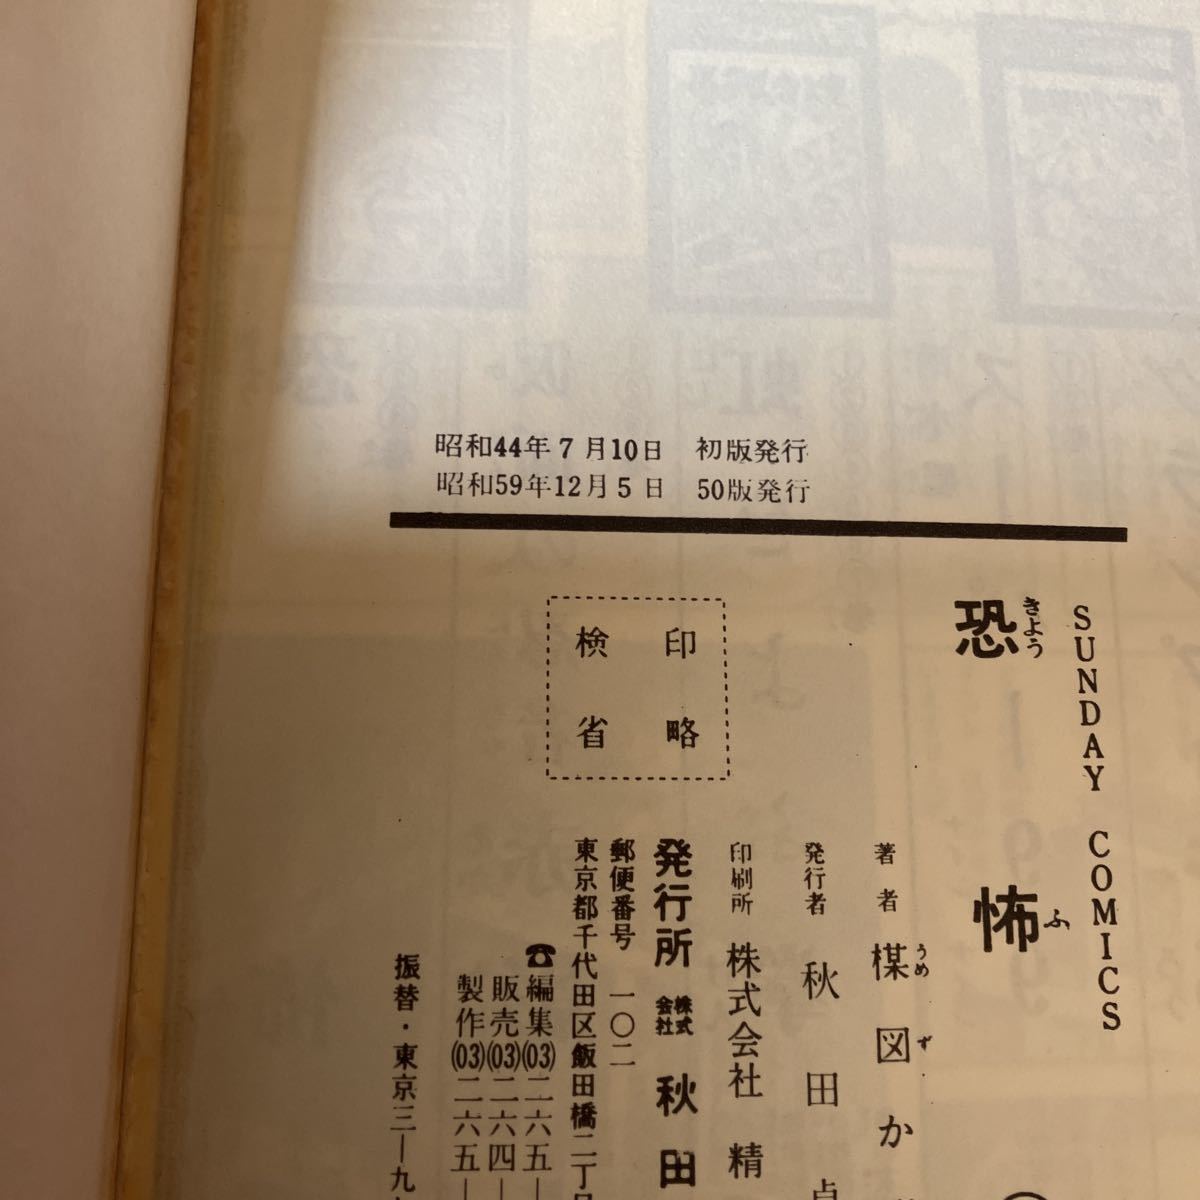 昭和44年7月10日 初版発行
昭和59年12月5日 50版発行
SUNDAY COMICS
恐怖
きようふ
著者 楳図か
うめず
発行者 秋田
印刷所 株式会社 精
印略
検省
発行所 株式会社 秋田
郵便番号 一〇二
東京都千代田区飯田橋二丁
☎編集(03)二六五―
販売(03)二六四―
製作(03)二六五―
振替・東京三―九